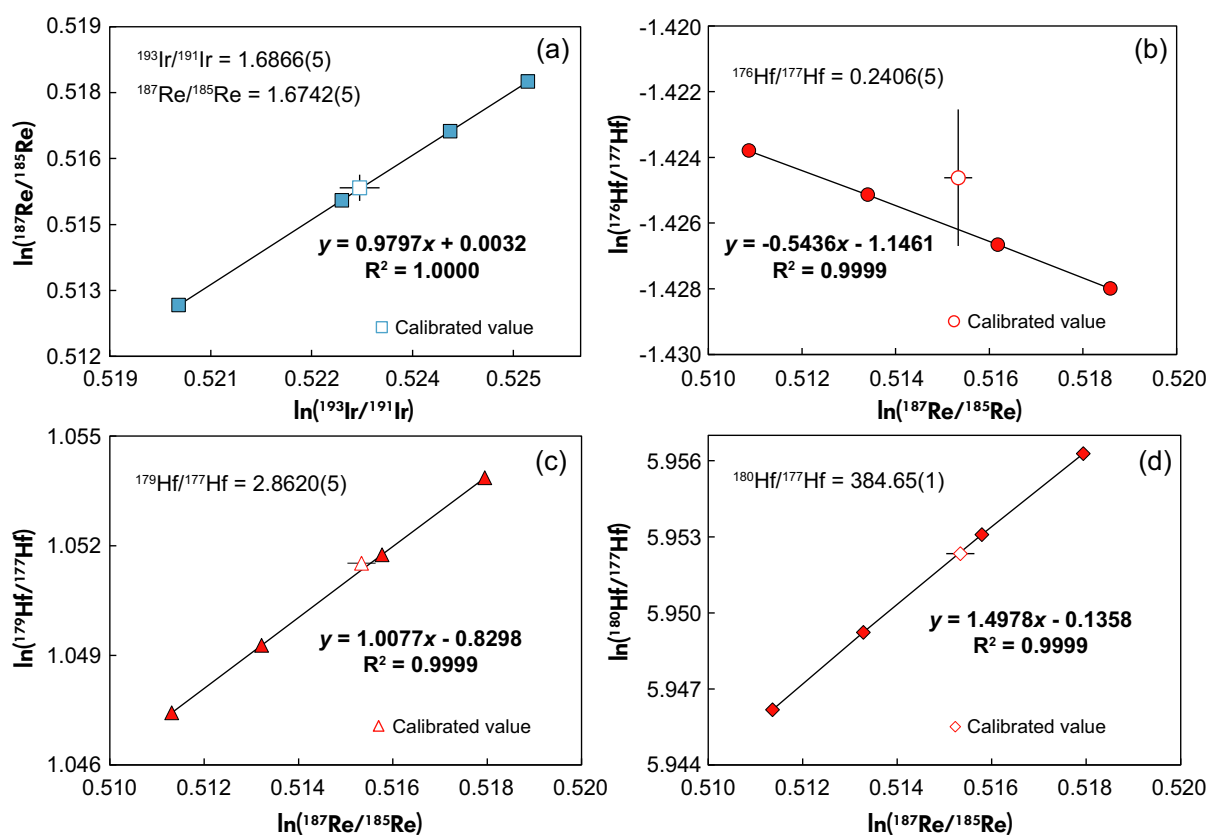 (a)
¹⁹³Ir/¹⁹¹Ir = 1.6866(5)
¹⁸⁷Re/¹⁸⁵Re = 1.6742(5)
y = 0.9797x + 0.0032
R² = 1.0000
Calibrated value
ln(¹⁸⁷Re/¹⁸⁵Re)
0.519
0.518
0.516
0.515
0.513
0.512
0.519 0.521 0.522 0.524 0.525
ln(¹⁹³Ir/¹⁹¹Ir)
(b)
¹⁷⁶Hf/¹⁷⁷Hf = 0.2406(5)
y = -0.5436x - 1.1461
R² = 0.9999
Calibrated value
ln(¹⁷⁶Hf/¹⁷⁷Hf)
-1.420
-1.422
-1.424
-1.426
-1.428
-1.430
0.510 0.512 0.514 0.516 0.518 0.520
ln(¹⁸⁷Re/¹⁸⁵Re)
(c)
¹⁷⁹Hf/¹⁷⁷Hf = 2.8620(5)
y = 1.0077x - 0.8298
R² = 0.9999
Calibrated value
ln(¹⁷⁹Hf/¹⁷⁷Hf)
1.055
1.052
1.049
1.046
0.510 0.512 0.514 0.516 0.518 0.520
ln(¹⁸⁷Re/¹⁸⁵Re)
(d)
¹⁸⁰Hf/¹⁷⁷Hf = 384.65(1)
y = 1.4978x - 0.1358
R² = 0.9999
Calibrated value
ln(¹⁸⁰Hf/¹⁷⁷Hf)
5.956
5.953
5.950
5.947
5.944
0.510 0.512 0.514 0.516 0.518 0.520
ln(¹⁸⁷Re/¹⁸⁵Re)